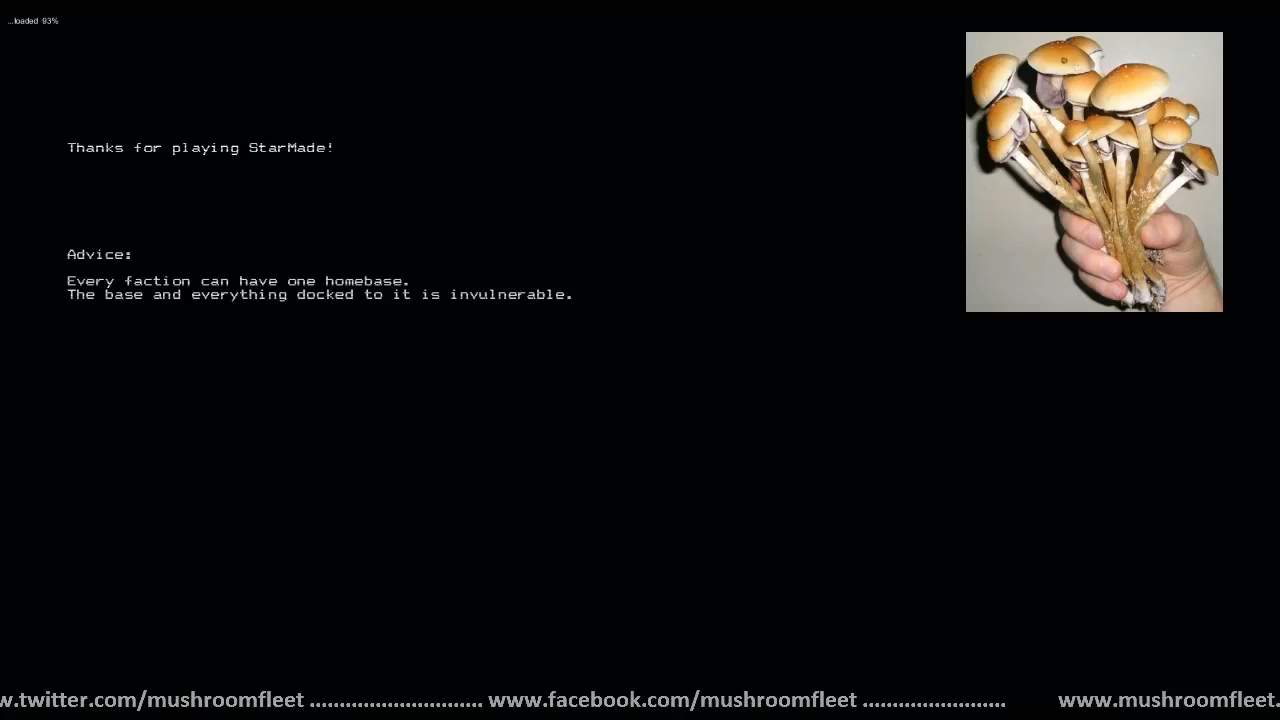 ...loaded 93%
Thanks for playing StarMade!
Advice:
Every faction can have one homebase.
The base and everything docked to it is invulnerable.
w.twitter.com/mushroomfleet .............................. www.facebook.com/mushroomfleet ......................... www.mushroomfleet.